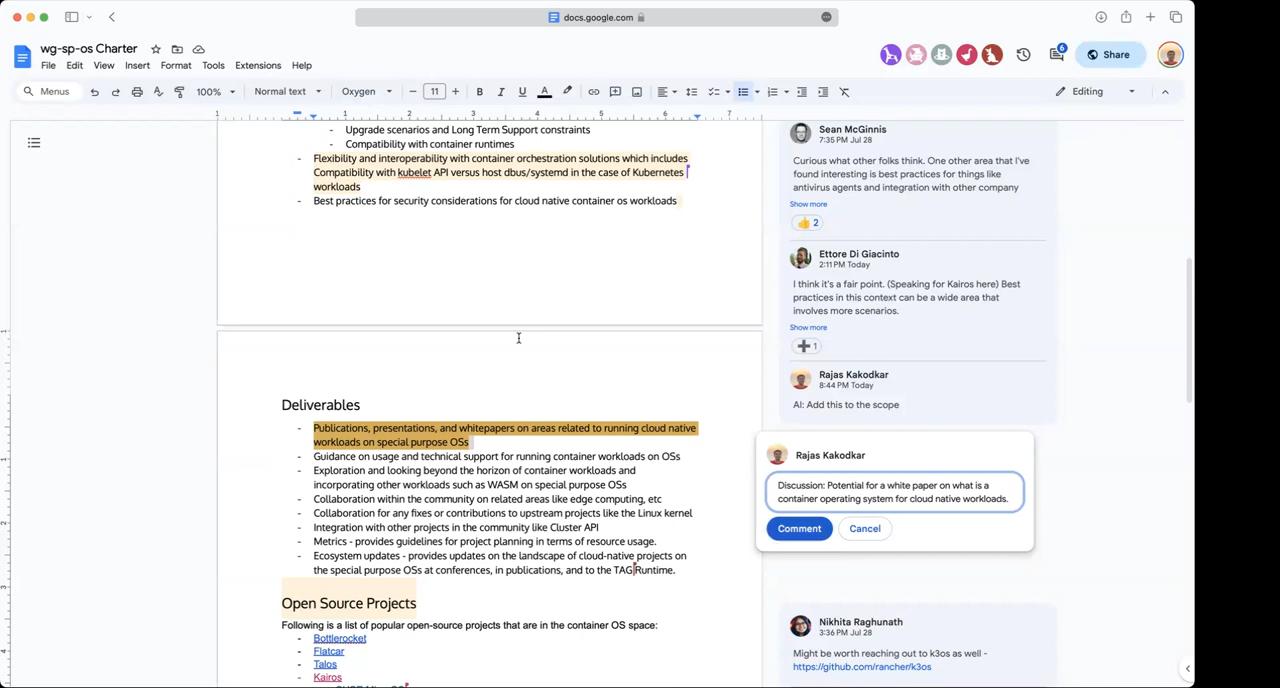 docs.google.com
wg-sp-os Charter
File Edit View Insert Format Tools Extensions Help
6
Share
Menus
100%
Normal text
Oxygen
11
B I U A
Editing
1 1 2 3 4 5 6 7
- Upgrade scenarios and Long Term Support constraints
- Compatibility with container runtimes
- Flexibility and interoperability with container orchestration solutions which includes
Compatibility with kubelet API versus host dbus/systemd in the case of Kubernetes
workloads
- Best practices for security considerations for cloud native container os workloads
Deliverables
- Publications, presentations, and whitepapers on areas related to running cloud native
workloads on special purpose OSs
- Guidance on usage and technical support for running container workloads on OSs
- Exploration and looking beyond the horizon of container workloads and
incorporating other workloads such as WASM on special purpose OSs
- Collaboration within the community on related areas like edge computing, etc
- Collaboration for any fixes or contributions to upstream projects like the Linux kernel
- Integration with other projects in the community like Cluster API
- Metrics - provides guidelines for project planning in terms of resource usage.
- Ecosystem updates - provides updates on the landscape of cloud-native projects on
the special purpose OSs at conferences, in publications, and to the TAG Runtime.
Open Source Projects
Following is a list of popular open-source projects that are in the container OS space:
- Bottlerocket
- Flatcar
- Talos
- Kairos
Sean McGinnis
7:35 PM Jul 28
Curious what other folks think. One other area that I've
found interesting is best practices for things like
antivirus agents and integration with other company
Show more
👍 2
Ettore Di Giacinto
2:11 PM Today
I think it's a fair point. (Speaking for Kairos here) Best
practices in this context can be a wide area that
involves more scenarios.
Show more
➕ 1
Rajas Kakodkar
8:44 PM Today
AI: Add this to the scope
Rajas Kakodkar
Discussion: Potential for a white paper on what is a
container operating system for cloud native workloads.
Comment Cancel
Nikhita Raghunath
3:36 PM Jul 28
Might be worth reaching out to k3os as well -
https://github.com/rancher/k3os
1
2
3
4